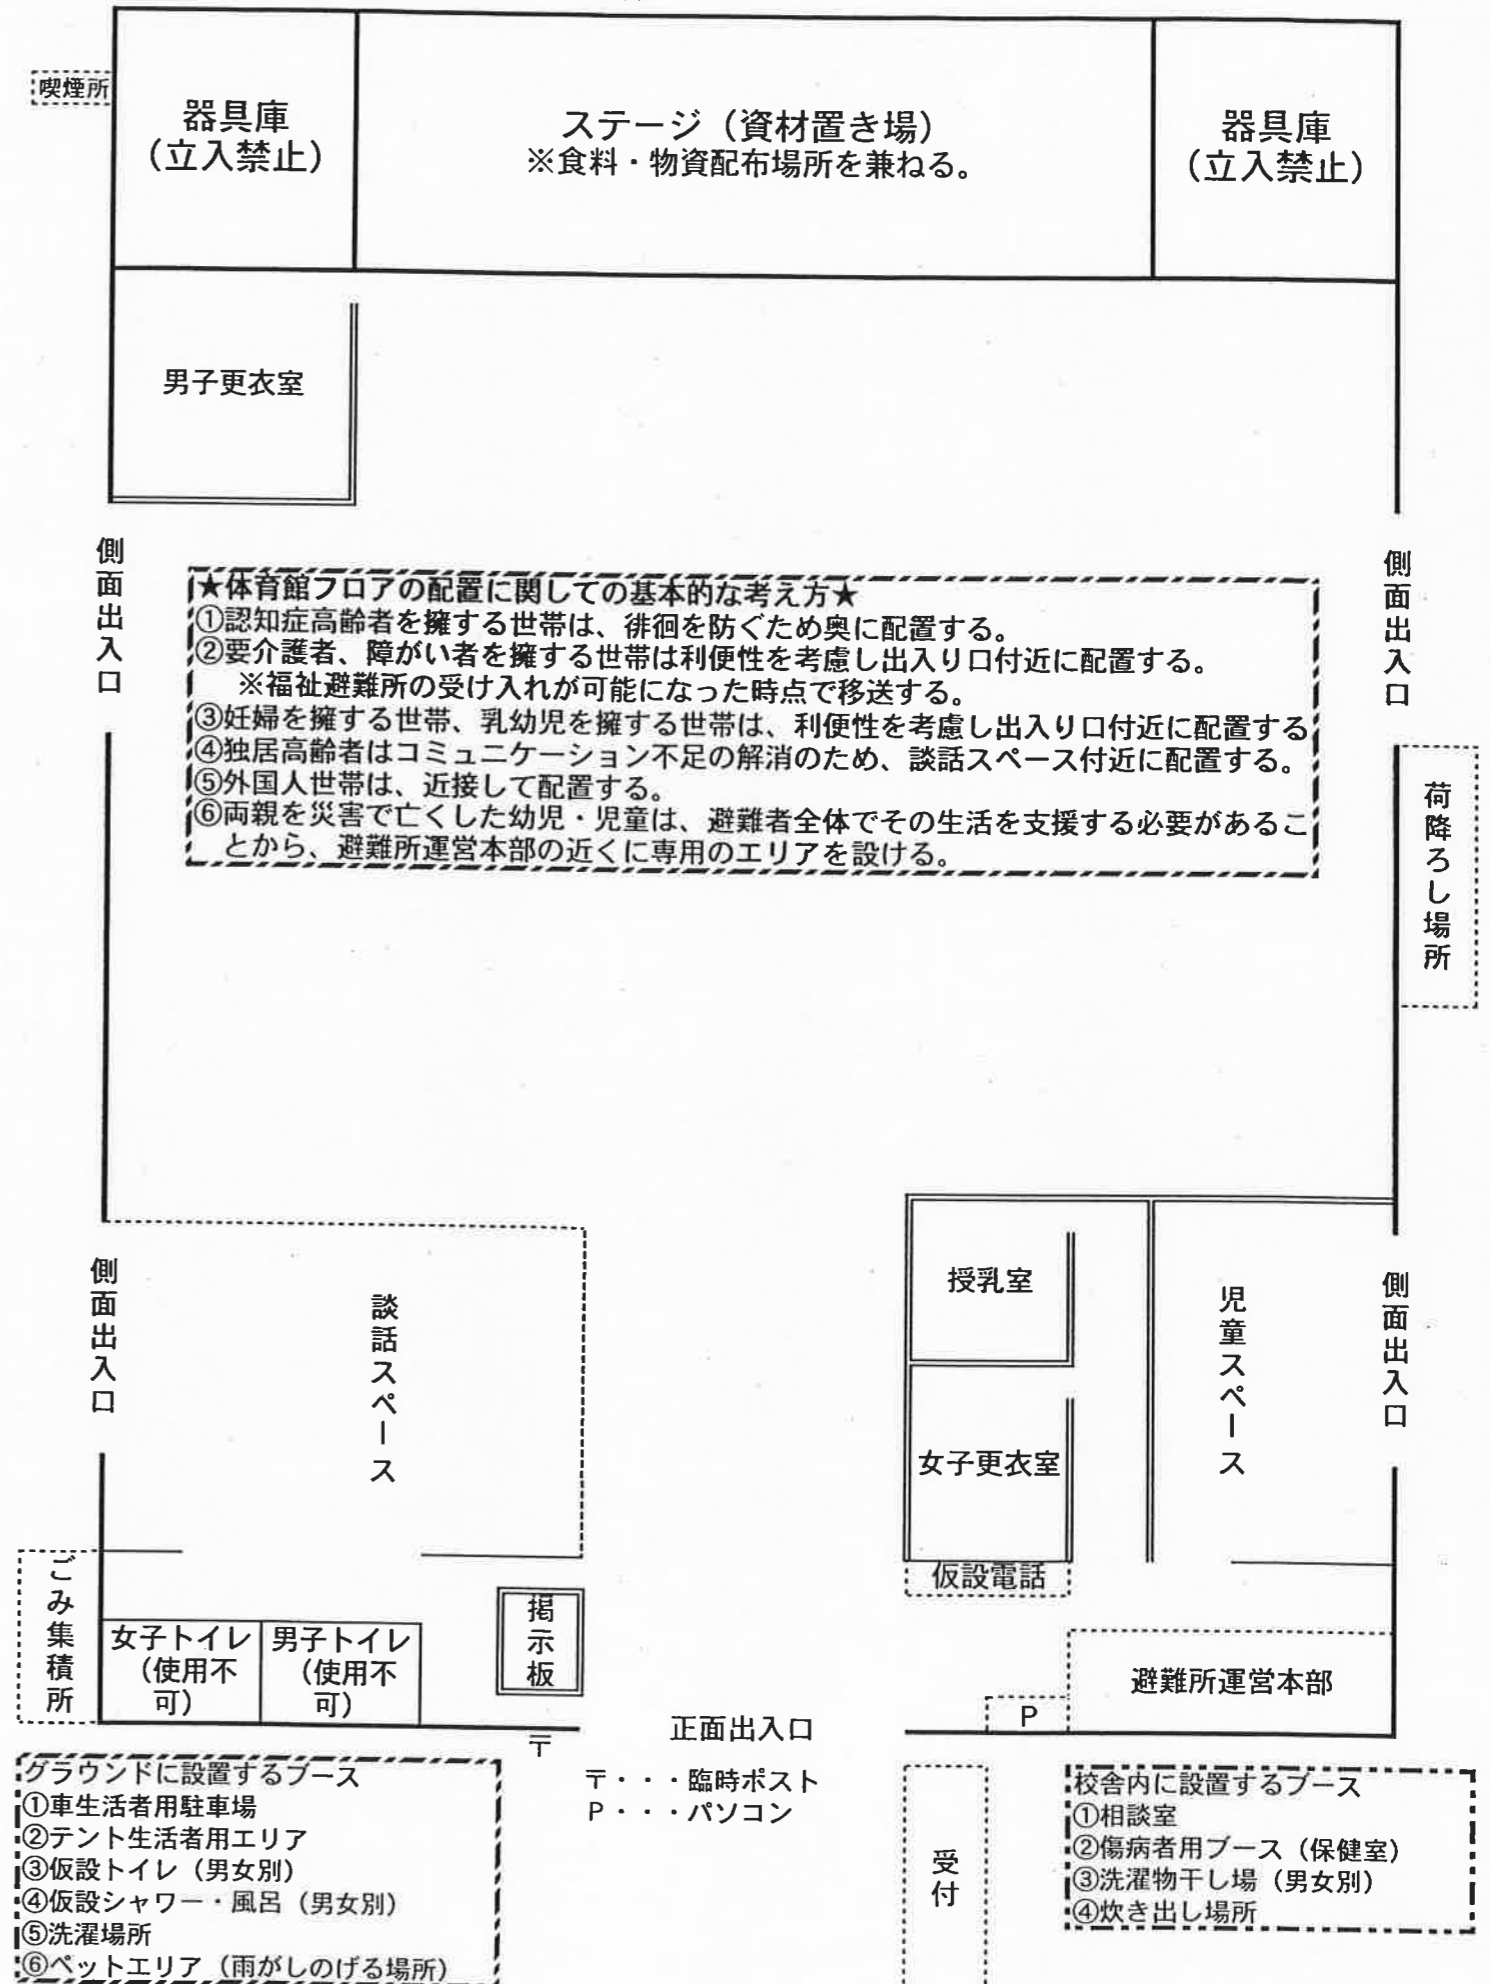 喫煙所
器具庫
(立入禁止)
ステージ(資材置き場)
※食料・物資配布場所を兼ねる。
器具庫
(立入禁止)
男子更衣室
側面出入口
側面出入口
★体育館フロアの配置に関しての基本的な考え方★
①認知症高齢者を擁する世帯は、徘徊を防ぐため奥に配置する。
②要介護者、障がい者を擁する世帯は利便性を考慮し出入り口付近に配置する。
※福祉避難所の受け入れが可能になった時点で移送する。
③妊婦を擁する世帯、乳幼児を擁する世帯は、利便性を考慮し出入り口付近に配置する
④独居高齢者はコミュニケーション不足の解消のため、談話スペース付近に配置する。
⑤外国人世帯は、近接して配置する。
⑥両親を災害で亡くした幼児・児童は、避難者全体でその生活を支援する必要があるこ
とから、避難所運営本部の近くに専用のエリアを設ける。
荷降ろし場所
側面出入口
談話スペース
授乳室
児童スペース
側面出入口
女子更衣室
仮設電話
ごみ集積所
女子トイレ
(使用不
可)
男子トイレ
(使用不
可)
掲示板
避難所運営本部
P
正面出入口
〒
〒・・・臨時ポスト
P・・・パソコン
グラウンドに設置するブース
①車生活者用駐車場
②テント生活者用エリア
③仮設トイレ(男女別)
④仮設シャワー・風呂(男女別)
⑤洗濯場所
⑥ペットエリア(雨がしのげる場所)
受付
校舎内に設置するブース
①相談室
②傷病者用ブース(保健室)
③洗濯物干し場(男女別)
④炊き出し場所